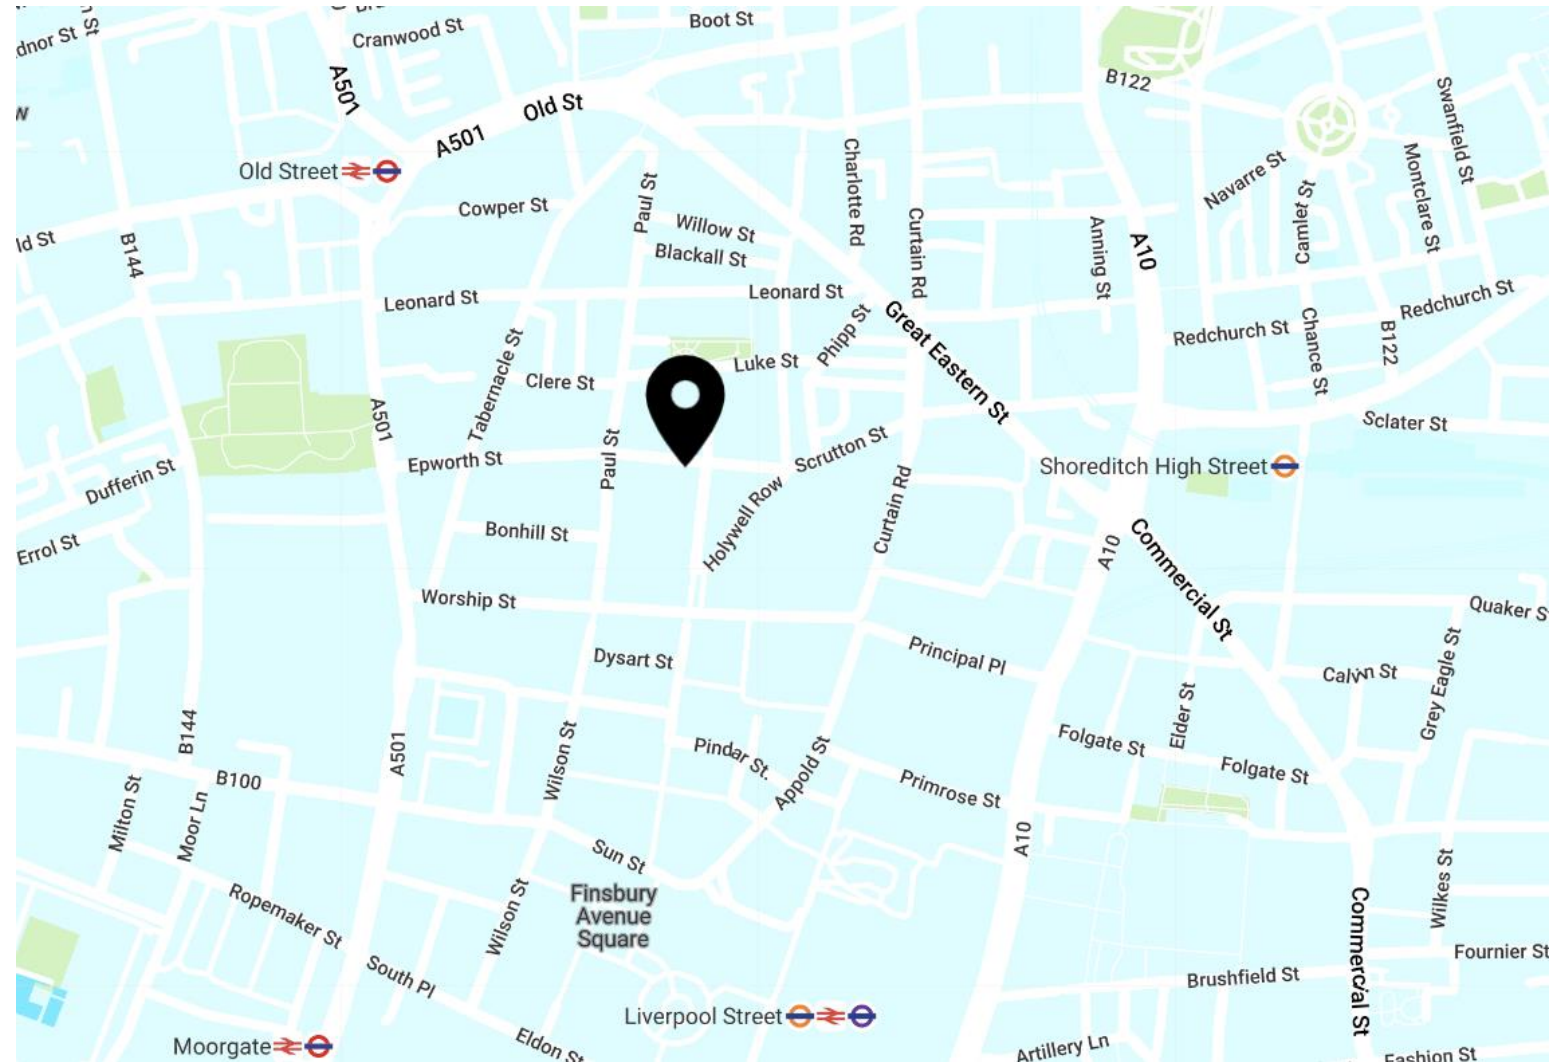 Boot St
Cranwood St
A501
Old St
A501
B122
Swanfield St
Old Street
Charlotte Rd
Navarre St
Montclare St
Camlet St
Paul St
Cowper St
Willow St
Curtain Rd
Anning St
A10
B144
Blackall St
Leonard St
Leonard St
Redchurch St
Redchurch St
Phipp St
Great Eastern St
Chance St
B122
Tabernacle St
Luke St
Clere St
A501
Sclater St
Paul St
Scrutton St
Epworth St
Shoreditch High Street
Dufferin St
Holywell Row
Curtain Rd
Bonhill St
Errol St
A10
Commercial St
Worship St
Quaker S
Dysart St
Principal Pl
Calvin St
Grey Eagle St
Elder St
B144
A501
Wilson St
Pindar St.
Appold St
Folgate St
Folgate St
B100
Primrose St
Milton St
Moor Ln
A10
Sun St
Finsbury
Avenue
Square
Wilkes St
Ropemaker St
Wilson St
Commercial St
Fournier St
South Pl
Brushfield St
Liverpool Street
Moorgate
Eldon St
Artillery Ln
Fashion St